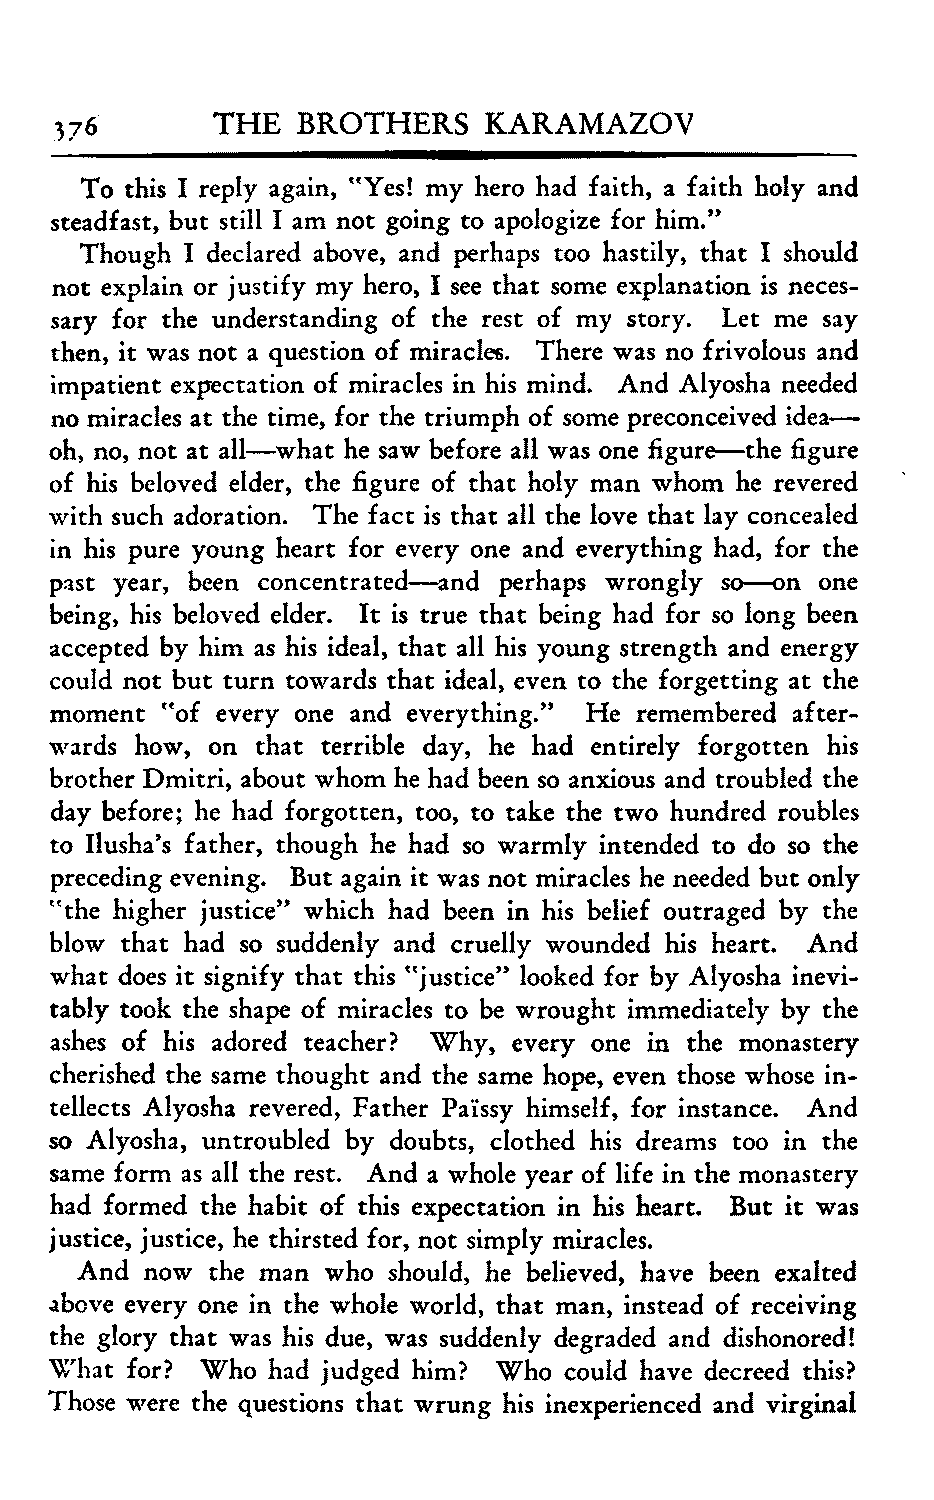 376 THE BROTHERS KARAMAZOV
To this I reply again, "Yes! my hero had faith, a faith holy and
steadfast, but still I am not going to apologize for him."
Though I declared above, and perhaps too hastily, that I should
not explain or justify my hero, I see that some explanation is neces-
sary for the understanding of the rest of my story. Let me say
then, it was not a question of miracles. There was no frivolous and
impatient expectation of miracles in his mind. And Alyosha needed
no miracles at the time, for the triumph of some preconceived idea—
oh, no, not at all—what he saw before all was one figure—the figure
of his beloved elder, the figure of that holy man whom he revered
with such adoration. The fact is that all the love that lay concealed
in his pure young heart for every one and everything had, for the
past year, been concentrated—and perhaps wrongly so—on one
being, his beloved elder. It is true that being had for so long been
accepted by him as his ideal, that all his young strength and energy
could not but turn towards that ideal, even to the forgetting at the
moment "of every one and everything." He remembered after-
wards how, on that terrible day, he had entirely forgotten his
brother Dmitri, about whom he had been so anxious and troubled the
day before; he had forgotten, too, to take the two hundred roubles
to Ilusha's father, though he had so warmly intended to do so the
preceding evening. But again it was not miracles he needed but only
"the higher justice" which had been in his belief outraged by the
blow that had so suddenly and cruelly wounded his heart. And
what does it signify that this "justice" looked for by Alyosha inevi-
tably took the shape of miracles to be wrought immediately by the
ashes of his adored teacher? Why, every one in the monastery
cherished the same thought and the same hope, even those whose in-
tellects Alyosha revered, Father Païssy himself, for instance. And
so Alyosha, untroubled by doubts, clothed his dreams too in the
same form as all the rest. And a whole year of life in the monastery
had formed the habit of this expectation in his heart. But it was
justice, justice, he thirsted for, not simply miracles.
And now the man who should, he believed, have been exalted
above every one in the whole world, that man, instead of receiving
the glory that was his due, was suddenly degraded and dishonored!
What for? Who had judged him? Who could have decreed this?
Those were the questions that wrung his inexperienced and virginal